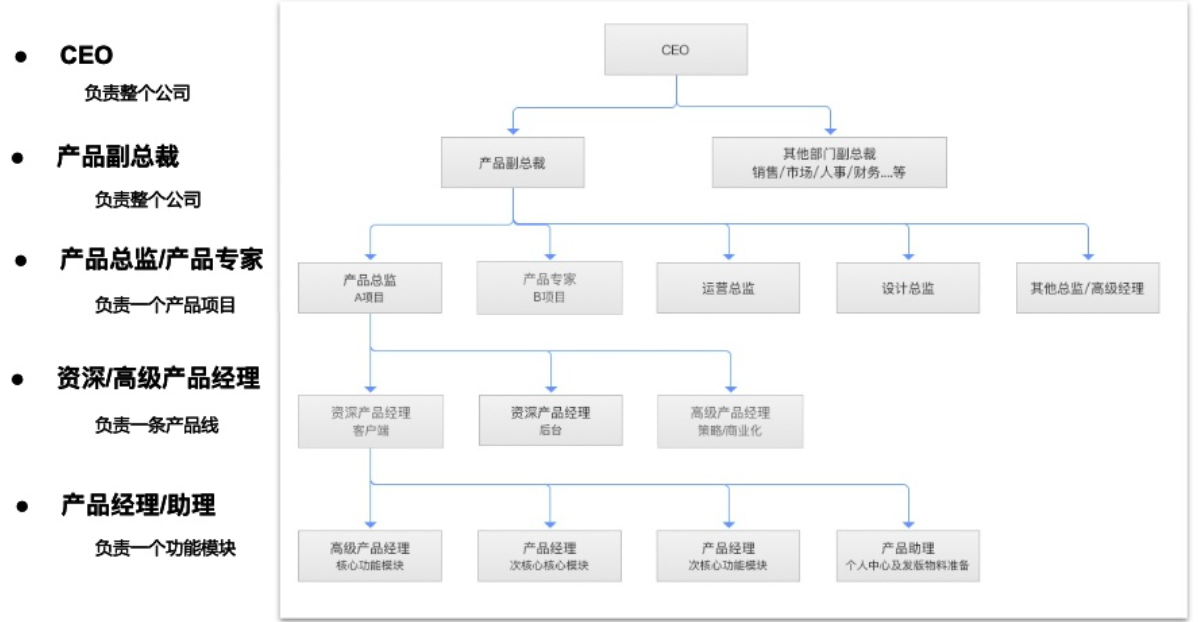 CEO
负责整个公司
产品副总裁
负责整个公司
产品总监/产品专家
负责一个产品项目
资深/高级产品经理
负责一条产品线
产品经理/助理
负责一个功能模块
CEO
产品副总裁
其他部门副总裁
销售/市场/人事/财务....等
产品总监
A项目
产品专家
B项目
运营总监
设计总监
其他总监/高级经理
资深产品经理
客户端
资深产品经理
后台
高级产品经理
策略/商业化
高级产品经理
核心功能模块
产品经理
次核心核心模块
产品经理
次核心功能模块
产品助理
个人中心及发版物料准备